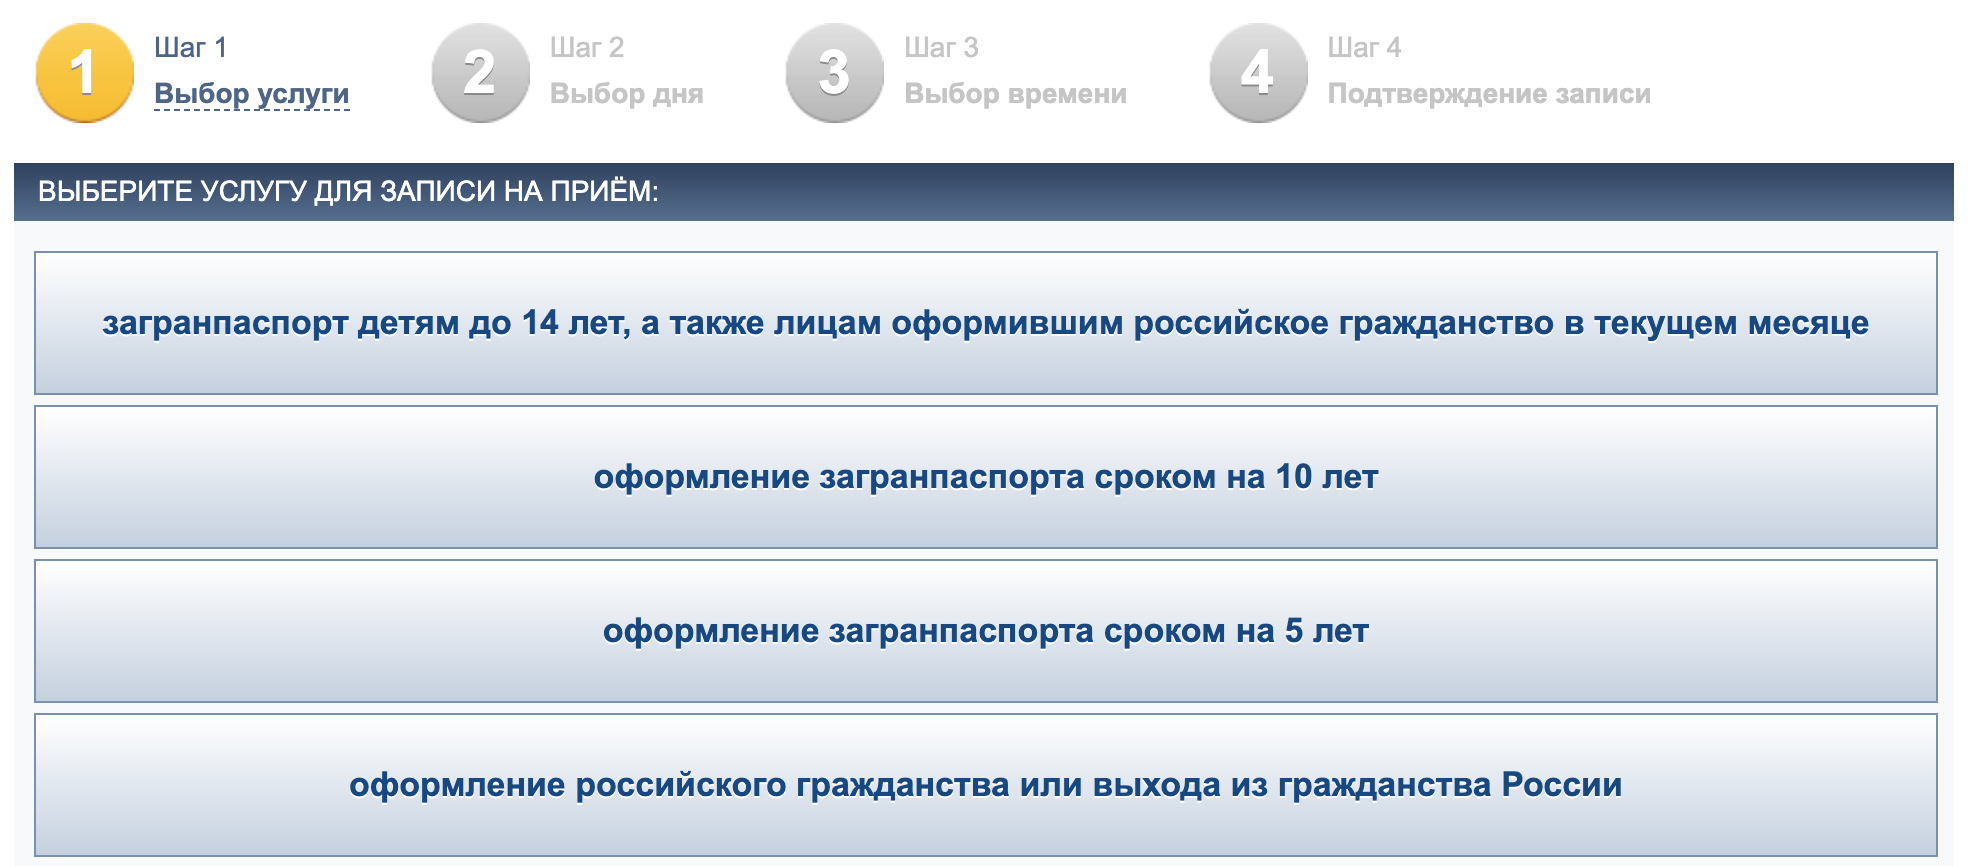 1
Шаг 1
Выбор услуги
2
Шаг 2
Выбор дня
3
Шаг 3
Выбор времени
4
Шаг 4
Подтверждение записи
ВЫБЕРИТЕ УСЛУГУ ДЛЯ ЗАПИСИ НА ПРИЁМ:
загранпаспорт детям до 14 лет, а также лицам оформившим российское гражданство в текущем месяце
оформление загранпаспорта сроком на 10 лет
оформление загранпаспорта сроком на 5 лет
оформление российского гражданства или выхода из гражданства России